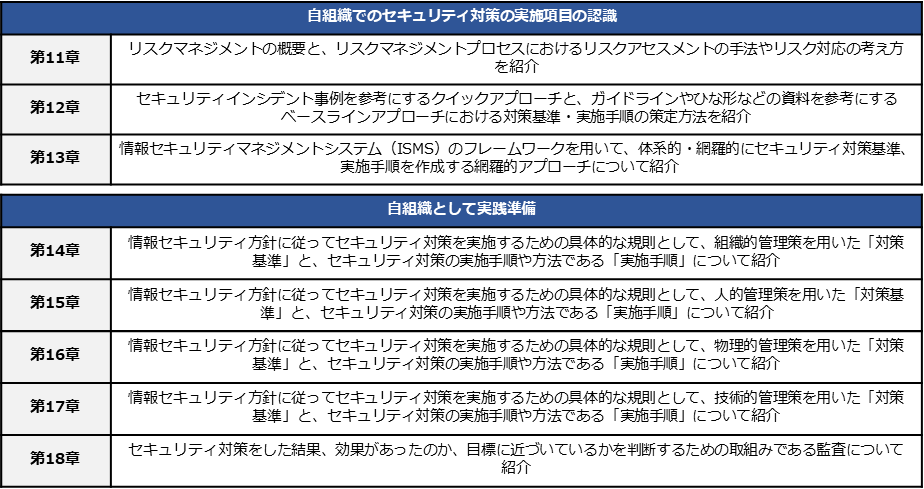 自組織でのセキュリティ対策の実施項目の認識
第11章
リスクマネジメントの概要と、リスクマネジメントプロセスにおけるリスクアセスメントの手法やリスク対応の考え方
を紹介
第12章
セキュリティインシデント事例を参考にするクイックアプローチと、ガイドラインやひな形などの資料を参考にする
ベースラインアプローチにおける対策基準・実施手順の策定方法を紹介
第13章
情報セキュリティマネジメントシステム（ISMS）のフレームワークを用いて、体系的・網羅的にセキュリティ対策基準、
実施手順を作成する網羅的アプローチについて紹介
自組織として実践準備
第14章
情報セキュリティ方針に従ってセキュリティ対策を実施するための具体的な規則として、組織的管理策を用いた「対策
基準」と、セキュリティ対策の実施手順や方法である「実施手順」について紹介
第15章
情報セキュリティ方針に従ってセキュリティ対策を実施するための具体的な規則として、人的管理策を用いた「対策基
準」と、セキュリティ対策の実施手順や方法である「実施手順」について紹介
第16章
情報セキュリティ方針に従ってセキュリティ対策を実施するための具体的な規則として、物理的管理策を用いた「対策
基準」と、セキュリティ対策の実施手順や方法である「実施手順」について紹介
第17章
情報セキュリティ方針に従ってセキュリティ対策を実施するための具体的な規則として、技術的管理策を用いた「対策
基準」と、セキュリティ対策の実施手順や方法である「実施手順」について紹介
第18章
セキュリティ対策をした結果、効果があったのか、目標に近づいているかを判断するための取組みである監査について
紹介